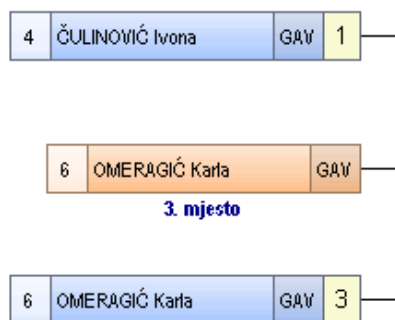 4 ČULINOVIĆ Ivona GAV 1
6 OMERAGIĆ Karla GAV
3. mjesto
6 OMERAGIĆ Karla GAV 3